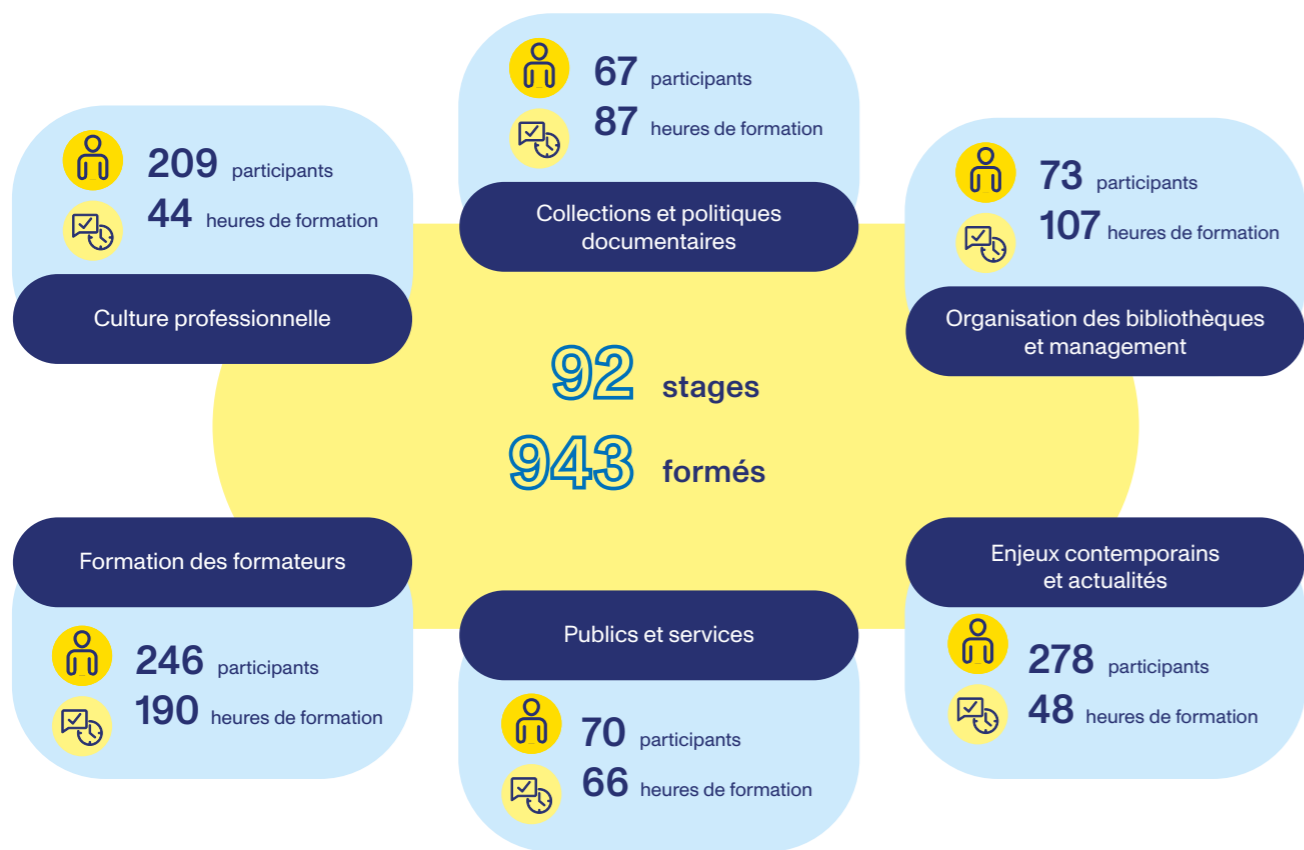 67 participants
87 heures de formation
Collections et politiques
documentaires
209 participants
44 heures de formation
Culture professionnelle
73 participants
107 heures de formation
Organisation des bibliothèques
et management
92 stages
943 formés
Formation des formateurs
246 participants
190 heures de formation
Publics et services
70 participants
66 heures de formation
Enjeux contemporains
et actualités
278 participants
48 heures de formation